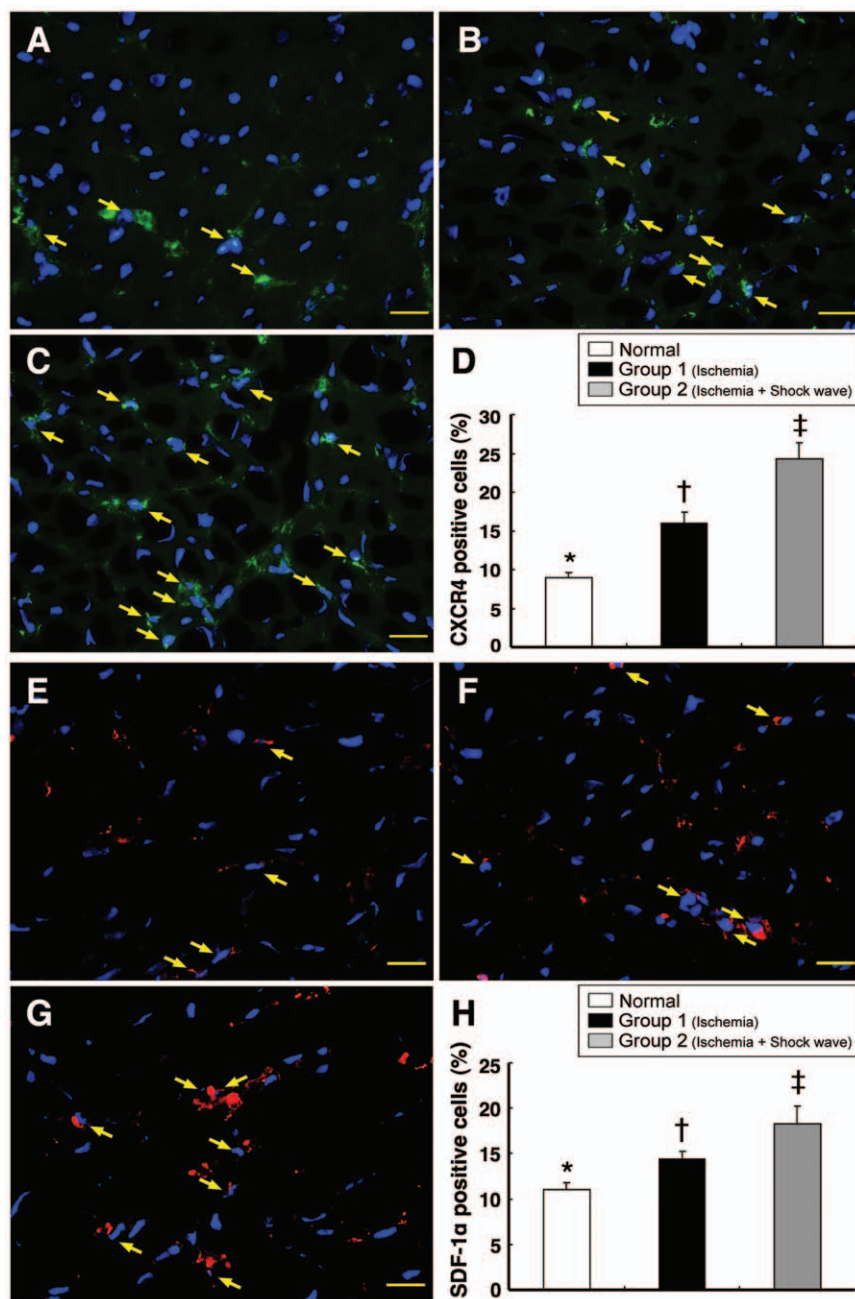 A
B
C
D
Normal
Group 1 (Ischemia)
Group 2 (Ischemia + Shock wave)
CXCR4 positive cells (%)
30
25
20
15
10
5
0
*
†
‡
E
F
G
H
Normal
Group 1 (Ischemia)
Group 2 (Ischemia + Shock wave)
SDF-1α positive cells (%)
25
20
15
10
5
0
*
†
‡